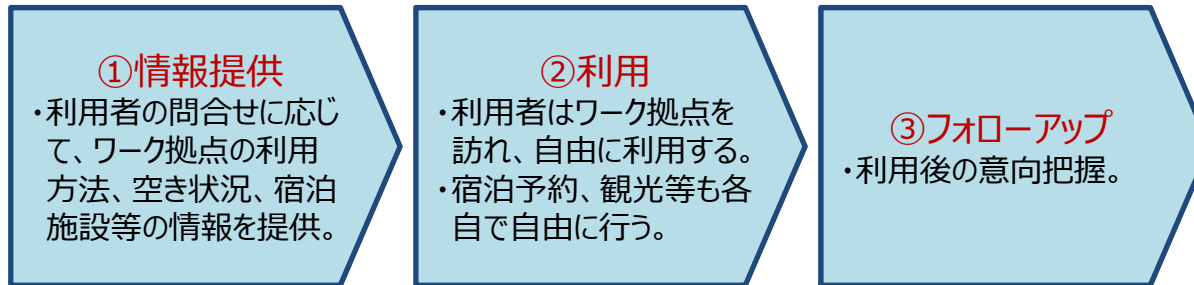 ①情報提供
・利用者の問合せに応じ
て、ワーク拠点の利用
方法、空き状況、宿泊
施設等の情報を提供。
②利用
・利用者はワーク拠点を
訪れ、自由に利用する。
・宿泊予約、観光等も各
自で自由に行う。
③フォローアップ
・利用後の意向把握。